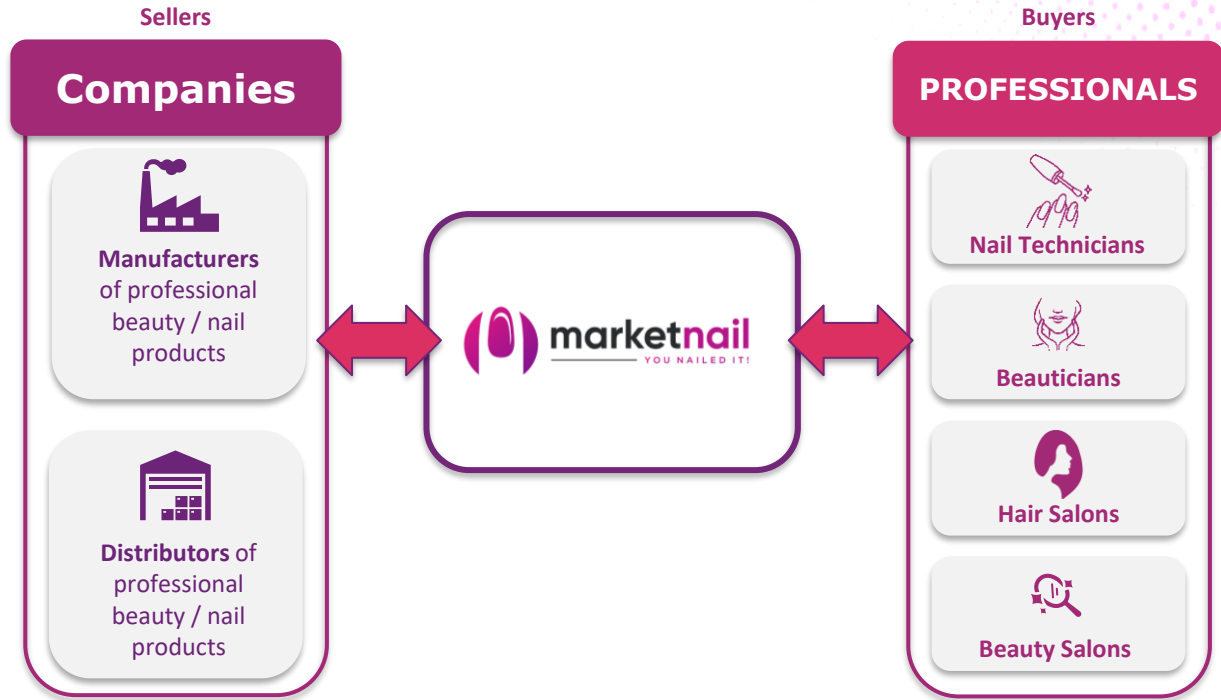 Sellers
Companies
Manufacturers
of professional
beauty / nail
products
Distributors of
professional
beauty / nail
products
marketnail
YOU NAILED IT!
Buyers
PROFESSIONALS
Nail Technicians
Beauticians
Hair Salons
Beauty Salons